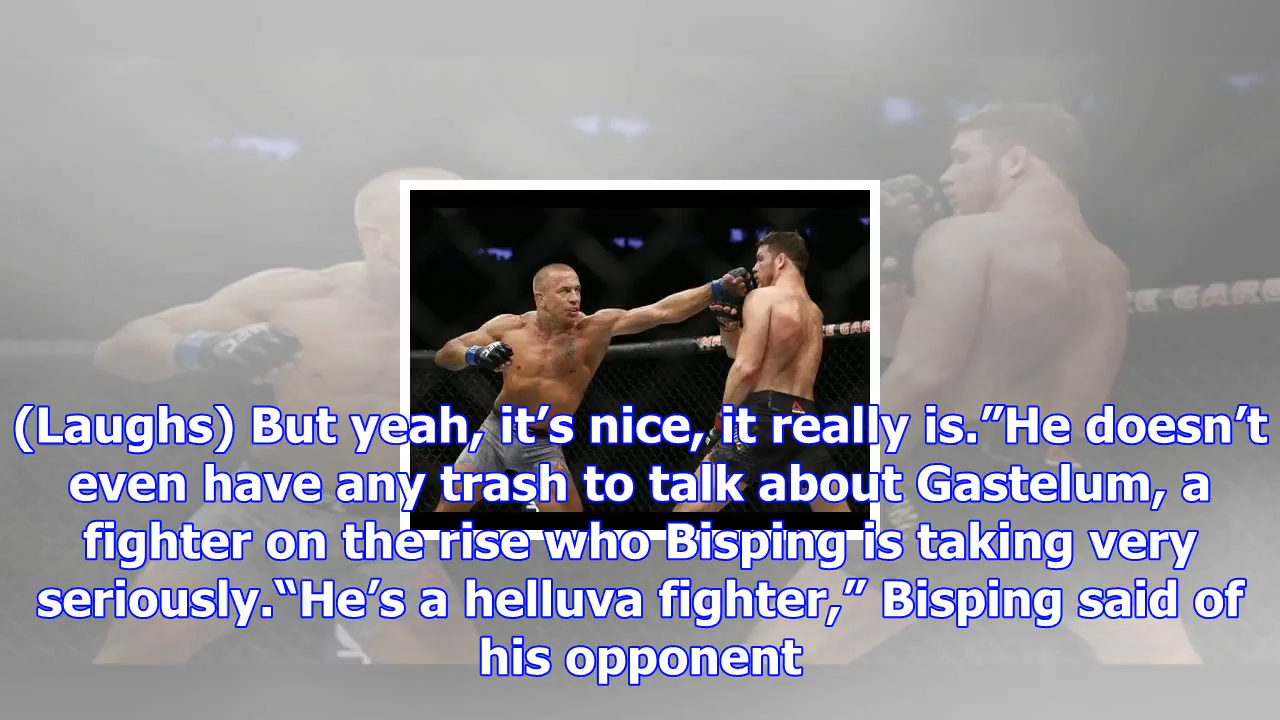 (Laughs) But yeah, it’s nice, it really is.”He doesn’t
even have any trash to talk about Gastelum, a
fighter on the rise who Bisping is taking very
seriously.“He’s a helluva fighter,” Bisping said of
his opponent